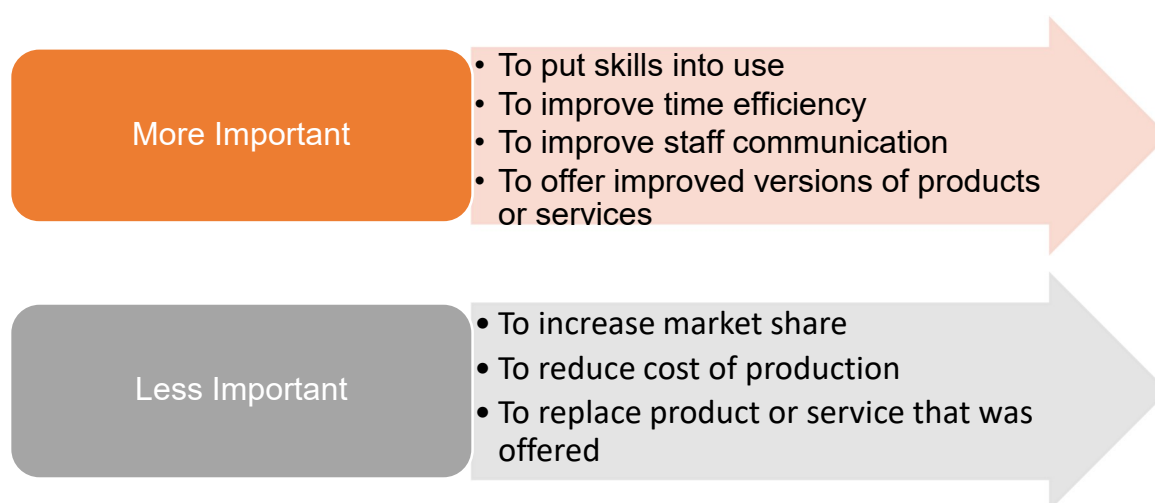 More Important
• To put skills into use
• To improve time efficiency
• To improve staff communication
• To offer improved versions of products
or services
Less Important
• To increase market share
• To reduce cost of production
• To replace product or service that was
offered